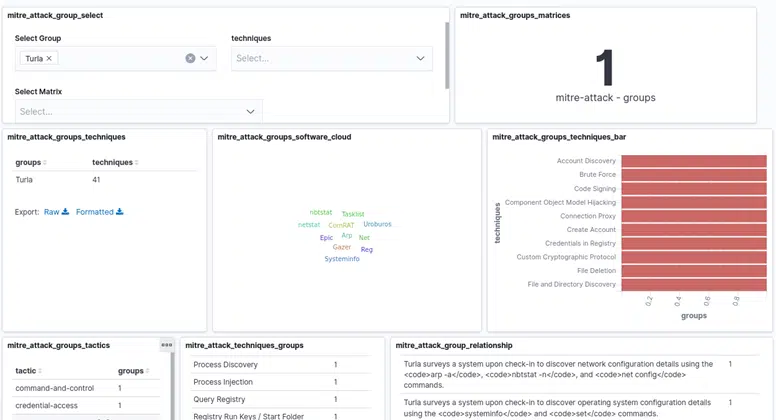 mitre_attack_group_select
Select Group
techniques
Turla ×
Select...
Select Matrix
Select...
mitre_attack_groups_matrices
1
mitre-attack - groups
mitre_attack_groups_techniques
groups techniques
Turla 41
Export: Raw Formatted
mitre_attack_groups_software_cloud
nbtstat Tasklist
netstat ComRAT Uroburos
Epic Arp Net
Gazer Reg
Systeminfo
mitre_attack_groups_techniques_bar
techniques
Account Discovery
Brute Force
Code Signing
Component Object Model Hijacking
Connection Proxy
Create Account
Credentials in Registry
Custom Cryptographic Protocol
File Deletion
File and Directory Discovery
0.2 0.4 0.6 0.8
groups
mitre_attack_groups_tactics
tactic groups
command-and-control 1
credential-access 1
mitre_attack_techniques_groups
Process Discovery 1
Process Injection 1
Query Registry 1
Registry Run Keys / Start Folder 1
mitre_attack_group_relationship
Turla surveys a system upon check-in to discover network configuration details using the 1
<code>arp -a</code>, <code>nbtstat -n</code>, and <code>net config</code>
commands.
Turla surveys a system upon check-in to discover operating system configuration details 1
using the <code>systeminfo</code> and <code>set</code> commands.